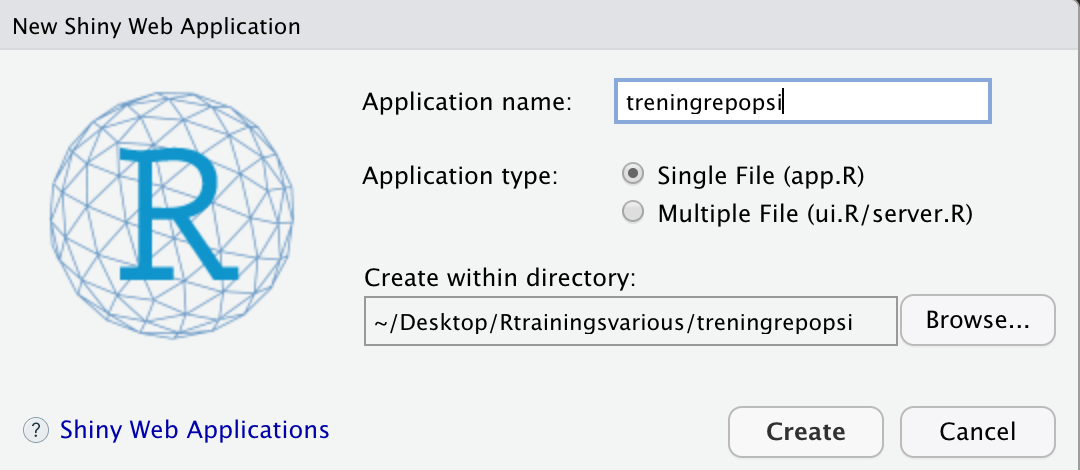 New Shiny Web Application
R
Application name: treningrepopsi
Application type: Single File (app.R)
Multiple File (ui.R/server.R)
Create within directory:
~/Desktop/Rtrainingsvarious/treningrepopsi Browse...
? Shiny Web Applications Create Cancel